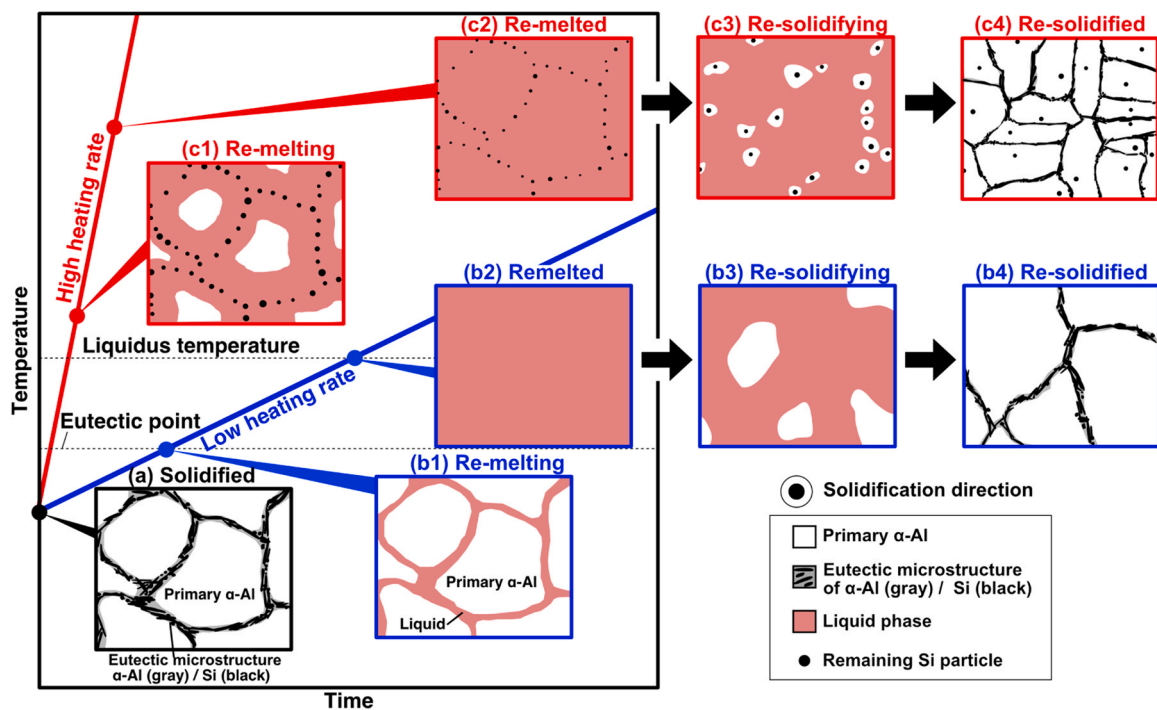 (c2) Re-melted
(c3) Re-solidifying
(c4) Re-solidified
(c1) Re-melting
High heating rate
(b2) Remelted
(b3) Re-solidifying
(b4) Re-solidified
Liquidus temperature
Temperature
Low heating rate
Eutectic point
(a) Solidified
(b1) Re-melting
Primary α-Al
Primary α-Al
Liquid
Eutectic microstructure
α-Al (gray) / Si (black)
Time
Solidification direction
Primary α-Al
Eutectic microstructure
of α-Al (gray) / Si (black)
Liquid phase
Remaining Si particle